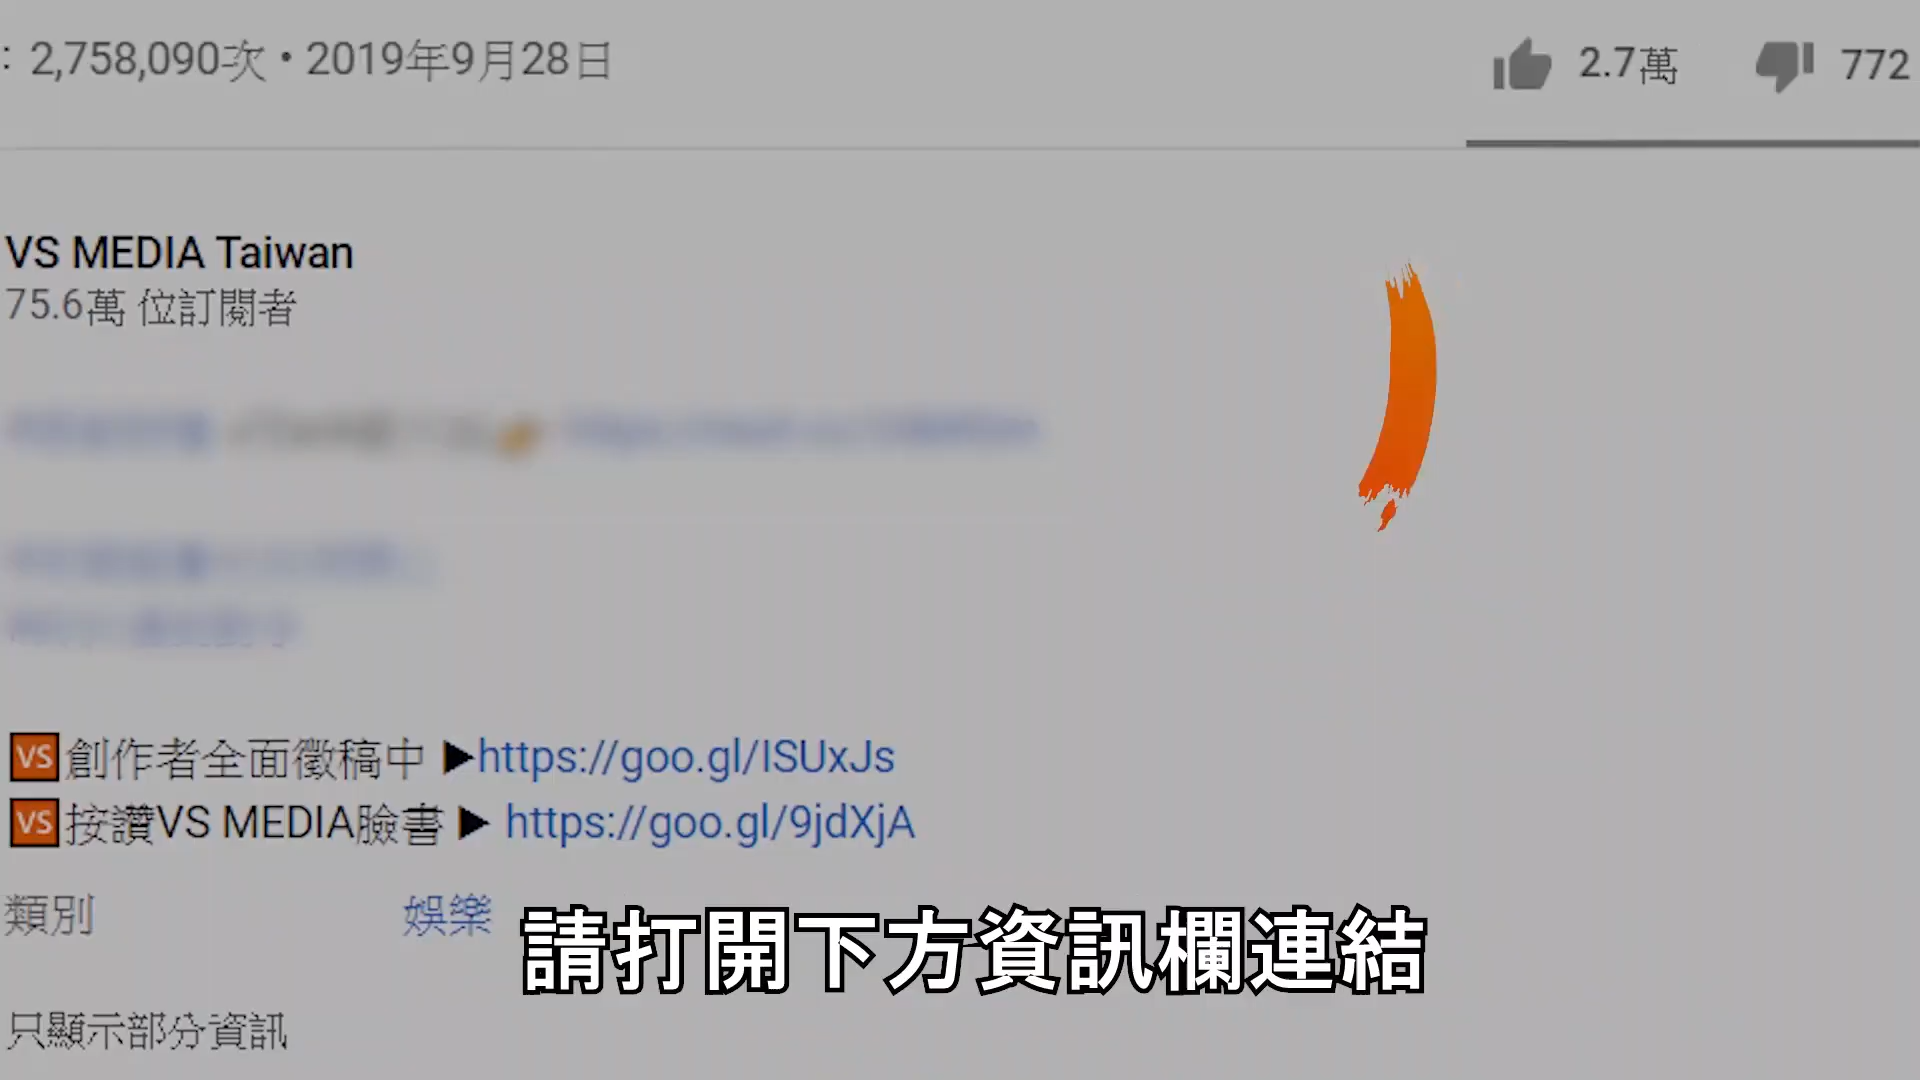 : 2,758,090次 • 2019年9月28日
2.7萬
772
VS MEDIA Taiwan
75.6萬 位訂閱者
VS 創作者全面徵稿中 ▶https://goo.gl/ISUxJs
VS 按讚VS MEDIA臉書 ▶ https://goo.gl/9jdXjA
類別 娛樂
請打開下方資訊欄連結
只顯示部分資訊